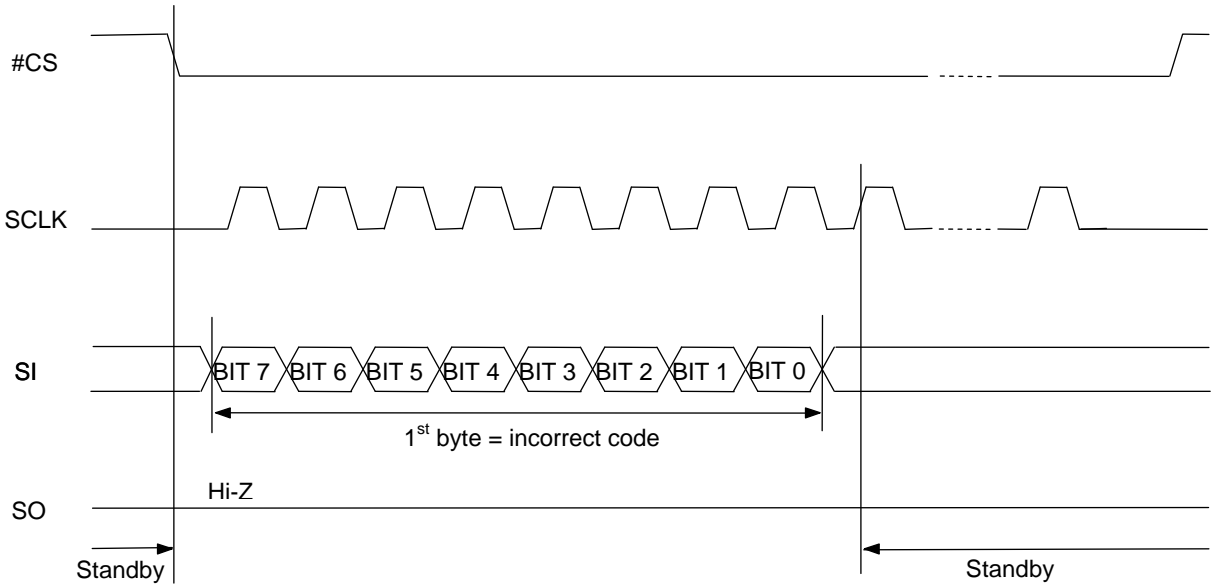 #CS
SCLK
SI
BIT 7 BIT 6 BIT 5 BIT 4 BIT 3 BIT 2 BIT 1 BIT 0
1st byte = incorrect code
Hi-Z
SO
Standby
Standby